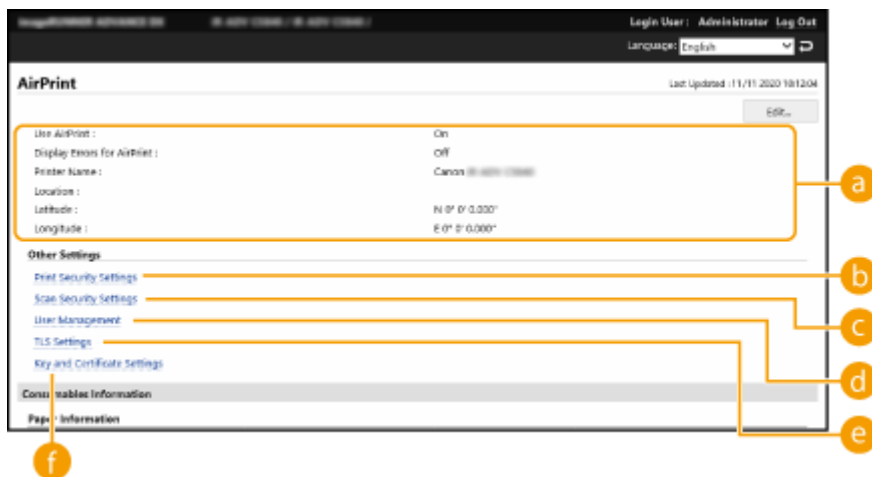 Login User : Administrator Log Out
Language: English
AirPrint
Last Updated :11/11 2020 10:12:04
Edit...
Use AirPrint : On
Display Errors for AirPrint : Off
Printer Name : Canon
Location :
Latitude : N 0° 0' 0.000"
Longitude : E 0° 0' 0.000"
a
Other Settings
Print Security Settings
b
Scan Security Settings
c
User Management
d
TLS Settings
e
Key and Certificate Settings
f
Consumables Information
Paper Information